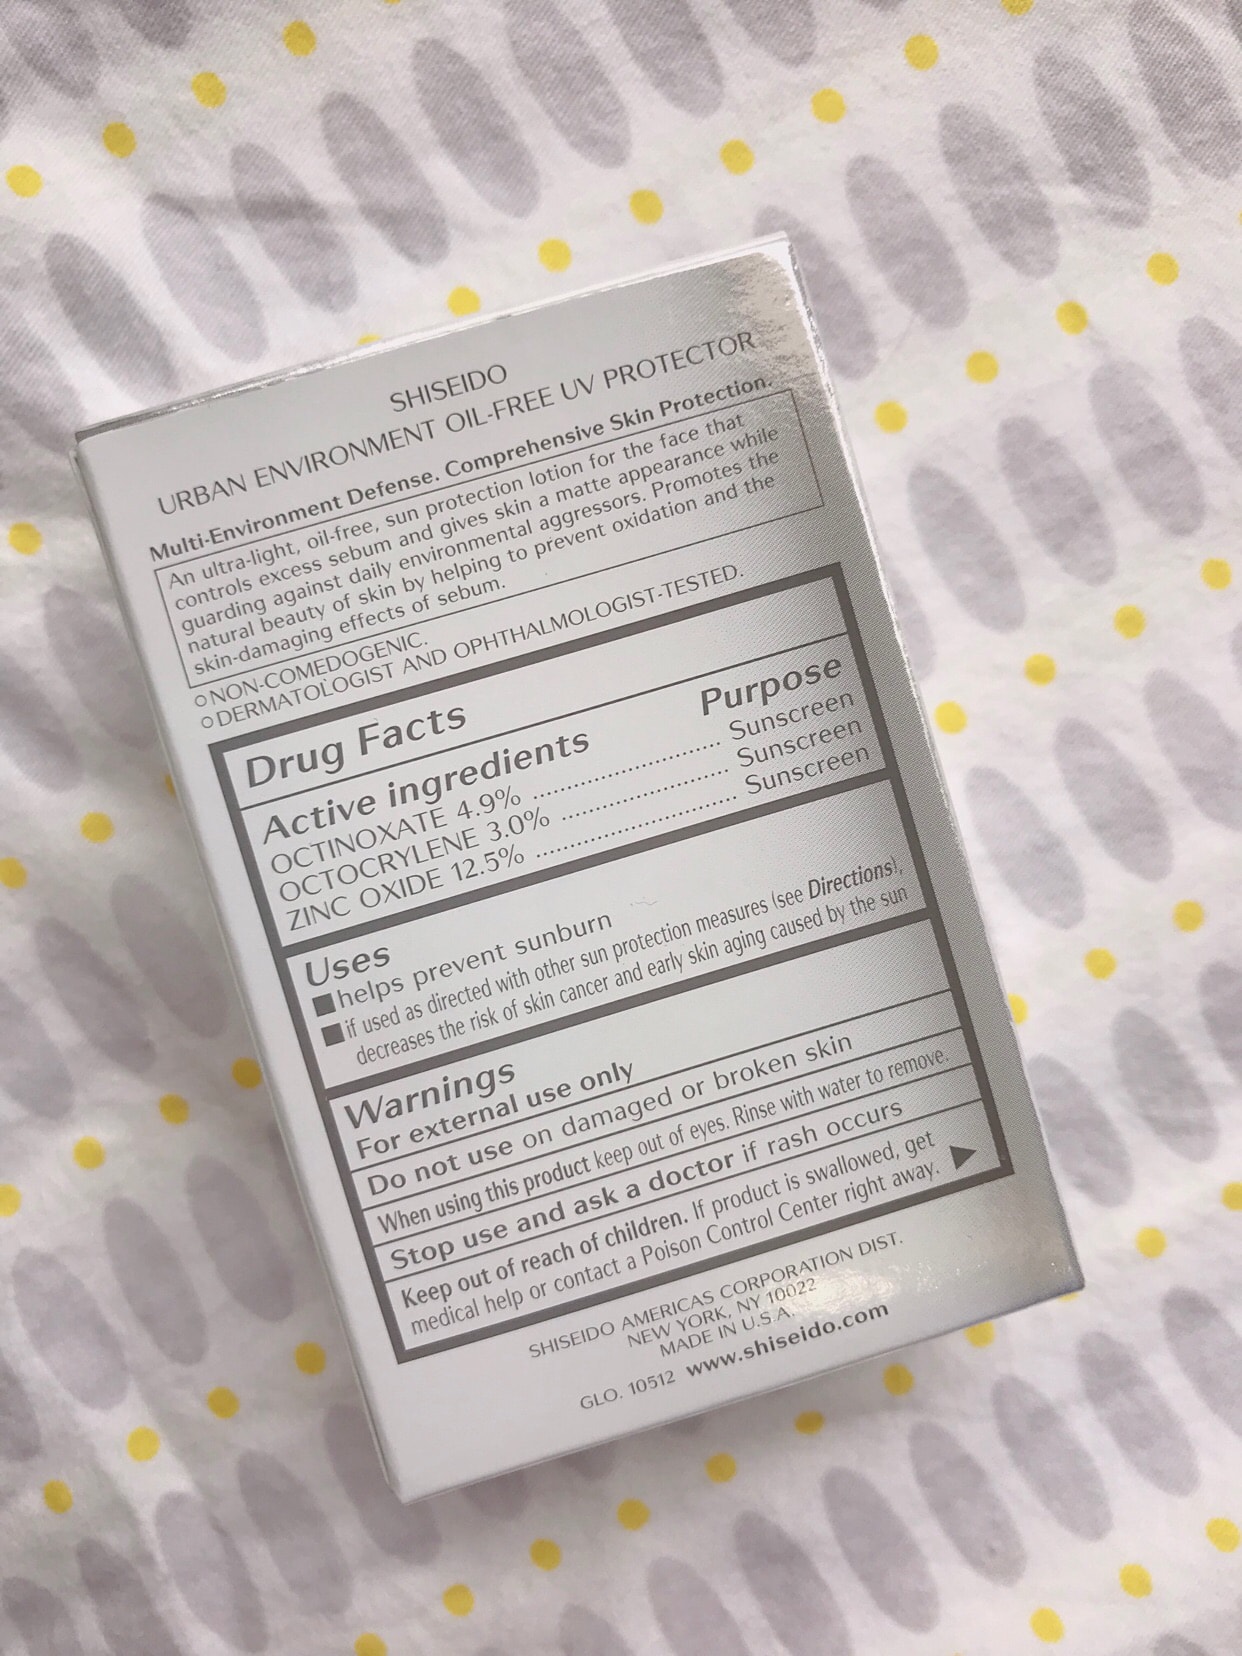 SHISEIDO
URBAN ENVIRONMENT OIL-FREE UV PROTECTOR
Multi-Environment Defense. Comprehensive Skin Protection.
An ultra-light, oil-free, sun protection lotion for the face that
controls excess sebum and gives skin a matte appearance while
guarding against daily environmental aggressors. Promotes the
natural beauty of skin by helping to prevent oxidation and the
skin-damaging effects of sebum.
○ NON-COMEDOGENIC.
○ DERMATOLOGIST AND OPHTHALMOLOGIST-TESTED.
Drug Facts
Active ingredients Purpose
OCTINOXATE 4.9% ........................ Sunscreen
OCTOCRYLENE 3.0% ..................... Sunscreen
ZINC OXIDE 12.5% ......................... Sunscreen
Uses
■ helps prevent sunburn
■ if used as directed with other sun protection measures (see Directions),
decreases the risk of skin cancer and early skin aging caused by the sun
Warnings
For external use only
Do not use on damaged or broken skin
When using this product keep out of eyes. Rinse with water to remove.
Stop use and ask a doctor if rash occurs
Keep out of reach of children. If product is swallowed, get
medical help or contact a Poison Control Center right away. ▶
SHISEIDO AMERICAS CORPORATION DIST.
NEW YORK, NY 10022
MADE IN U.S.A.
GLO. 10512 www.shiseido.com